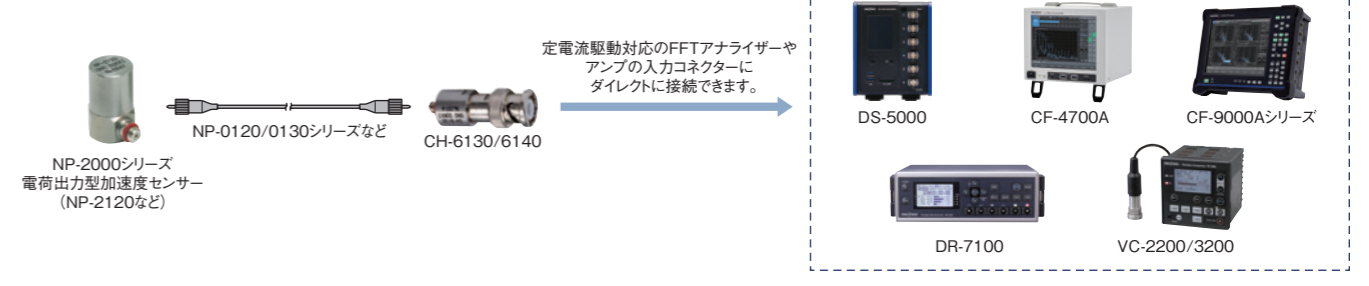 定電流駆動対応のFFTアナライザーや
アンプの入力コネクターに
ダイレクトに接続できます。
NP-0120/0130シリーズなど
CH-6130/6140
NP-2000シリーズ
電荷出力型加速度センサー
（NP-2120など）
DS-5000
CF-4700A
CF-9000Aシリーズ
DR-7100
VC-2200/3200